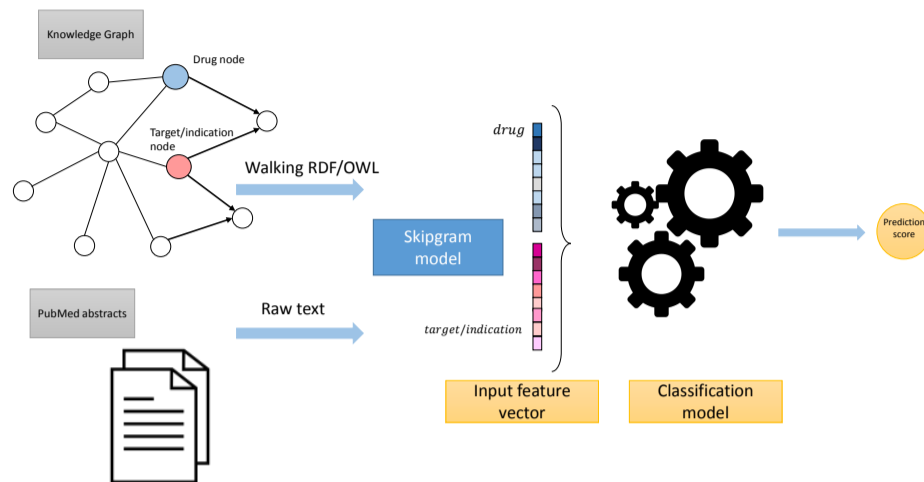 Knowledge Graph
Drug node
Target/indication
node
Walking RDF/OWL
drug
Skipgram
model
Prediction
score
PubMed abstracts
Raw text
target/indication
Input feature
vector
Classification
model